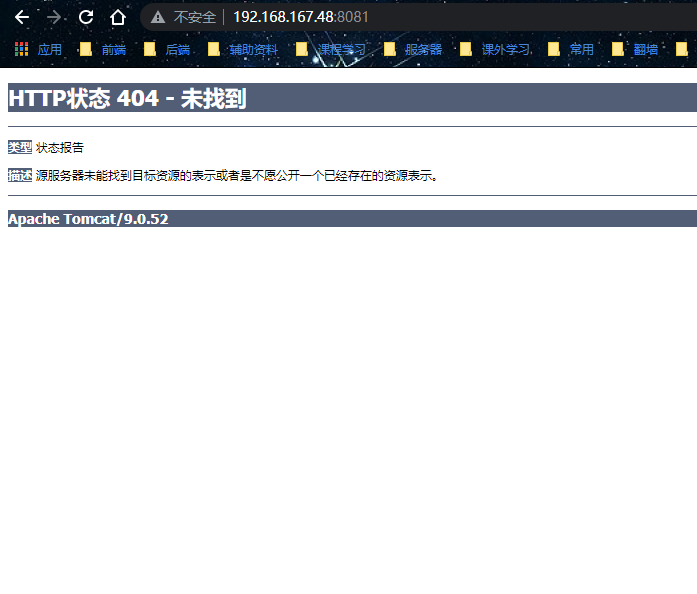 不安全 192.168.167.48:8081
应用 前端 后端 辅助资料 课程学习 服务器 课外学习 常用 翻墙
HTTP状态 404 - 未找到
类型 状态报告
描述 源服务器未能找到目标资源的表示或者是不愿公开一个已经存在的资源表示。
Apache Tomcat/9.0.52